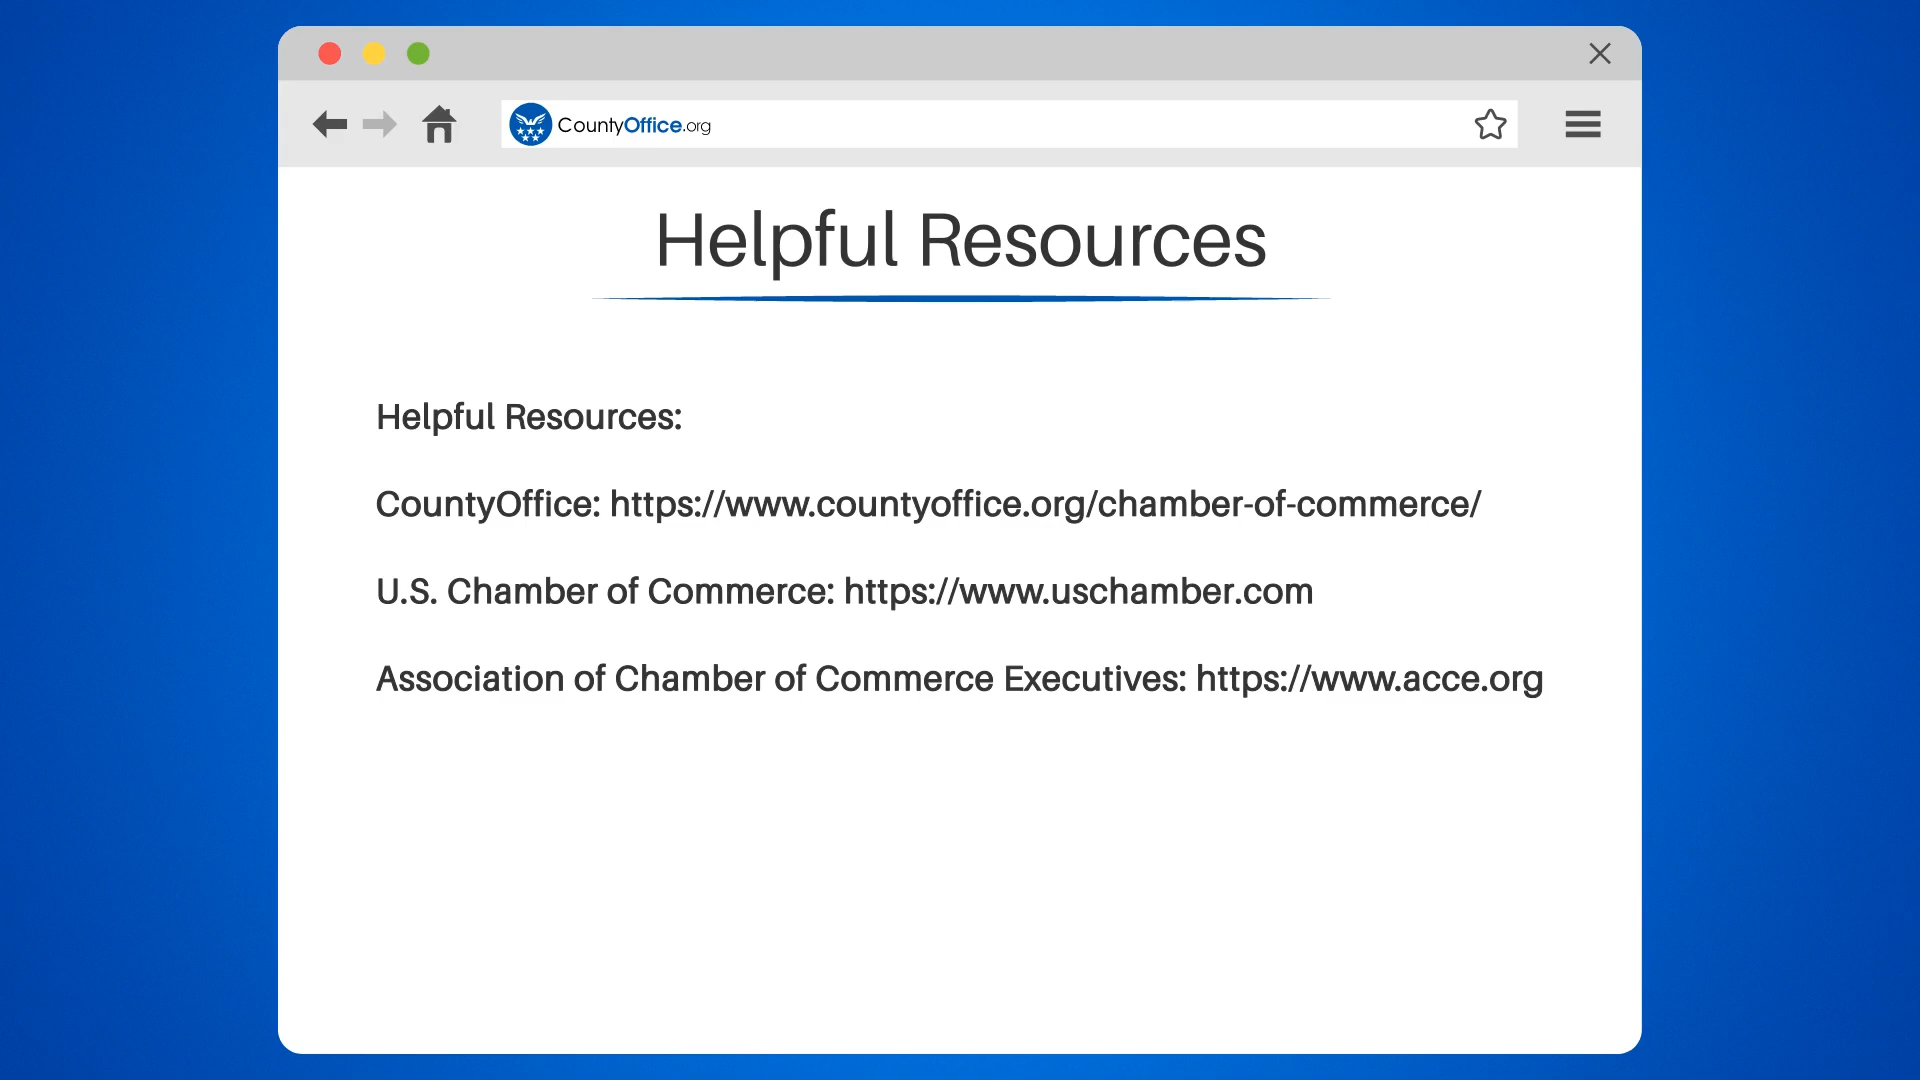 CountyOffice.org
Helpful Resources
Helpful Resources:
CountyOffice: https://www.countyoffice.org/chamber-of-commerce/
U.S. Chamber of Commerce: https://www.uschamber.com
Association of Chamber of Commerce Executives: https://www.acce.org